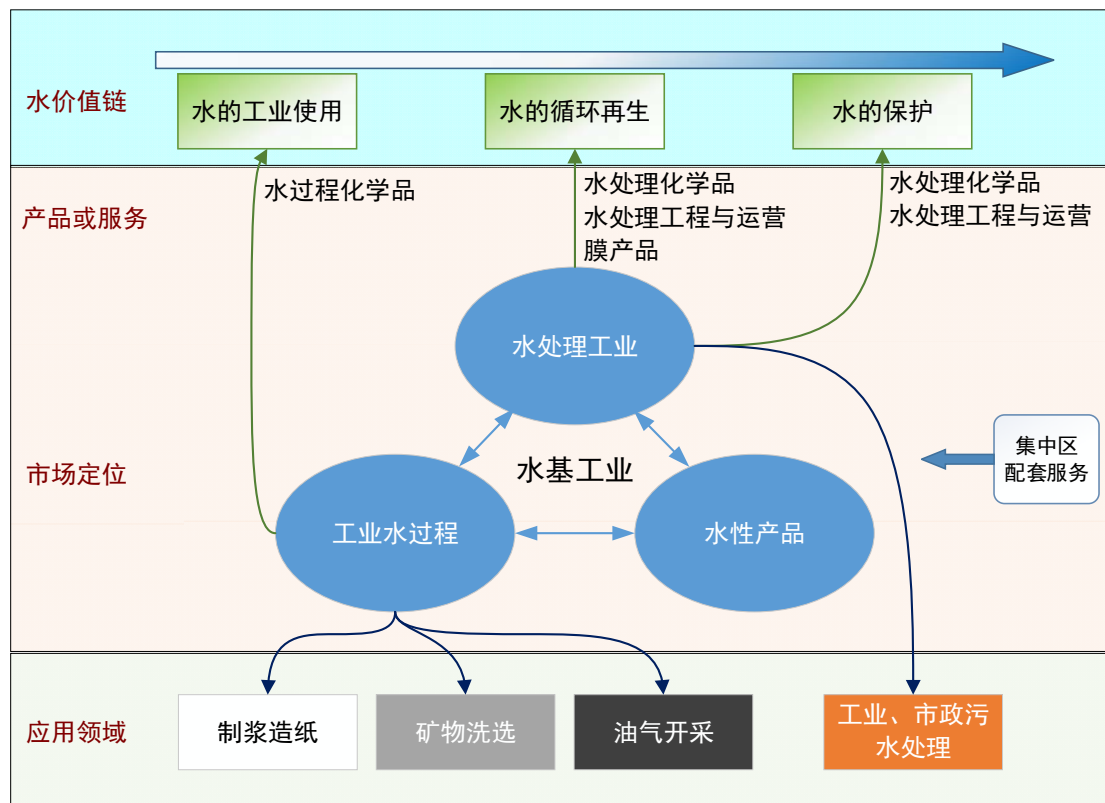 水价值链
水的工业使用
水的循环再生
水的保护
产品或服务
水过程化学品
水处理化学品
水处理工程与运营
膜产品
水处理化学品
水处理工程与运营
水处理工业
市场定位
水基工业
集中区
配套服务
工业水过程
水性产品
应用领域
制浆造纸
矿物洗选
油气开采
工业、市政污
水处理